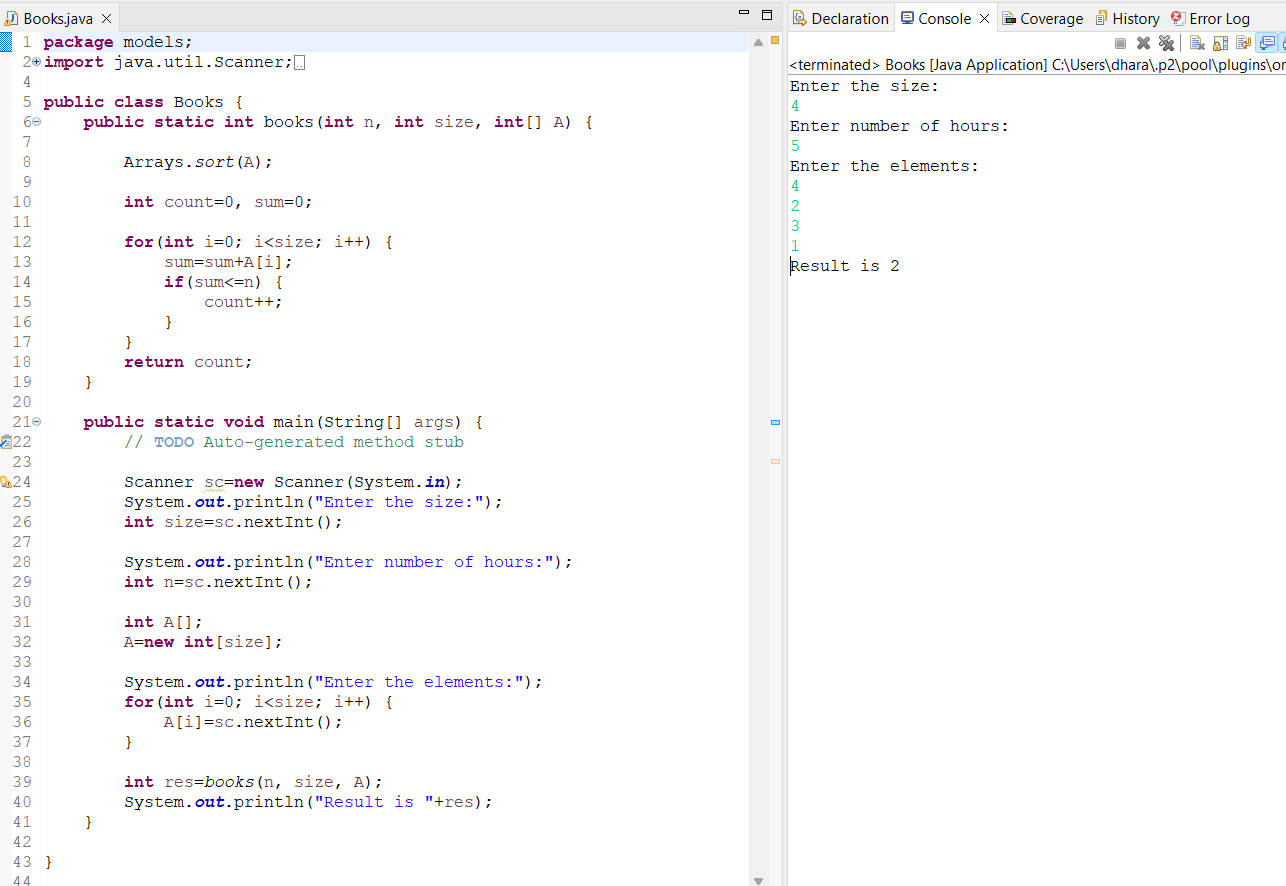 Books.java
1 package models;
2 import java.util.Scanner;
4
5 public class Books {
6     public static int books(int n, int size, int[] A) {
7
8         Arrays.sort(A);
9
10         int count=0, sum=0;
11
12         for(int i=0; i<size; i++) {
13             sum=sum+A[i];
14             if(sum<=n) {
15                 count++;
16             }
17         }
18         return count;
19     }
20
21     public static void main(String[] args) {
22         // TODO Auto-generated method stub
23
24         Scanner sc=new Scanner(System.in);
25         System.out.println("Enter the size:");
26         int size=sc.nextInt();
27
28         System.out.println("Enter number of hours:");
29         int n=sc.nextInt();
30
31         int A[];
32         A=new int[size];
33
34         System.out.println("Enter the elements:");
35         for(int i=0; i<size; i++) {
36             A[i]=sc.nextInt();
37         }
38
39         int res=books(n, size, A);
40         System.out.println("Result is "+res);
41     }
42
43 }
44
Declaration Console Coverage History Error Log
<terminated> Books [Java Application] C:\Users\dhara\.p2\pool\plugins\or
Enter the size:
4
Enter number of hours:
5
Enter the elements:
4
2
3
1
Result is 2